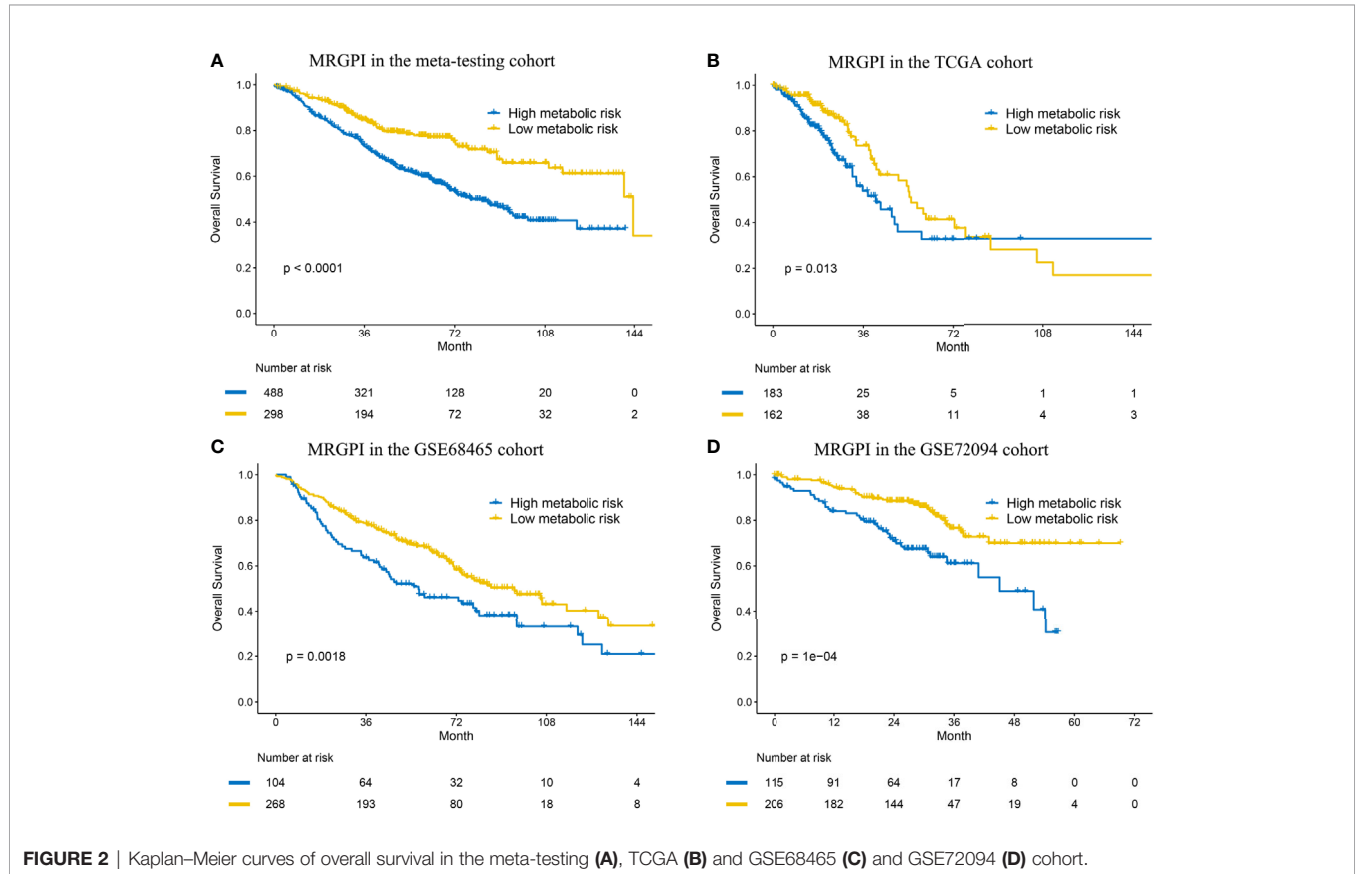 A
MRGPI in the meta-testing cohort
High metabolic risk
Low metabolic risk
Overall Survival
1.0
0.8
0.6
0.4
0.2
0.0
p < 0.0001
0 36 72 108 144
Month
Number at risk
488 321 128 20 0
298 194 72 32 2
B
MRGPI in the TCGA cohort
High metabolic risk
Low metabolic risk
Overall Survival
1.0
0.8
0.6
0.4
0.2
0.0
p = 0.013
0 36 72 108 144
Month
Number at risk
183 25 5 1 1
162 38 11 4 3
C
MRGPI in the GSE68465 cohort
High metabolic risk
Low metabolic risk
Overall Survival
1.0
0.8
0.6
0.4
0.2
0.0
p = 0.0018
0 36 72 108 144
Month
Number at risk
104 64 32 10 4
268 193 80 18 8
D
MRGPI in the GSE72094 cohort
High metabolic risk
Low metabolic risk
Overall Survival
1.0
0.8
0.6
0.4
0.2
0.0
p = 1e−04
0 12 24 36 48 60 72
Month
Number at risk
115 91 64 17 8 0 0
206 182 144 47 19 4 0
FIGURE 2 | Kaplan–Meier curves of overall survival in the meta-testing (A), TCGA (B) and GSE68465 (C) and GSE72094 (D) cohort.